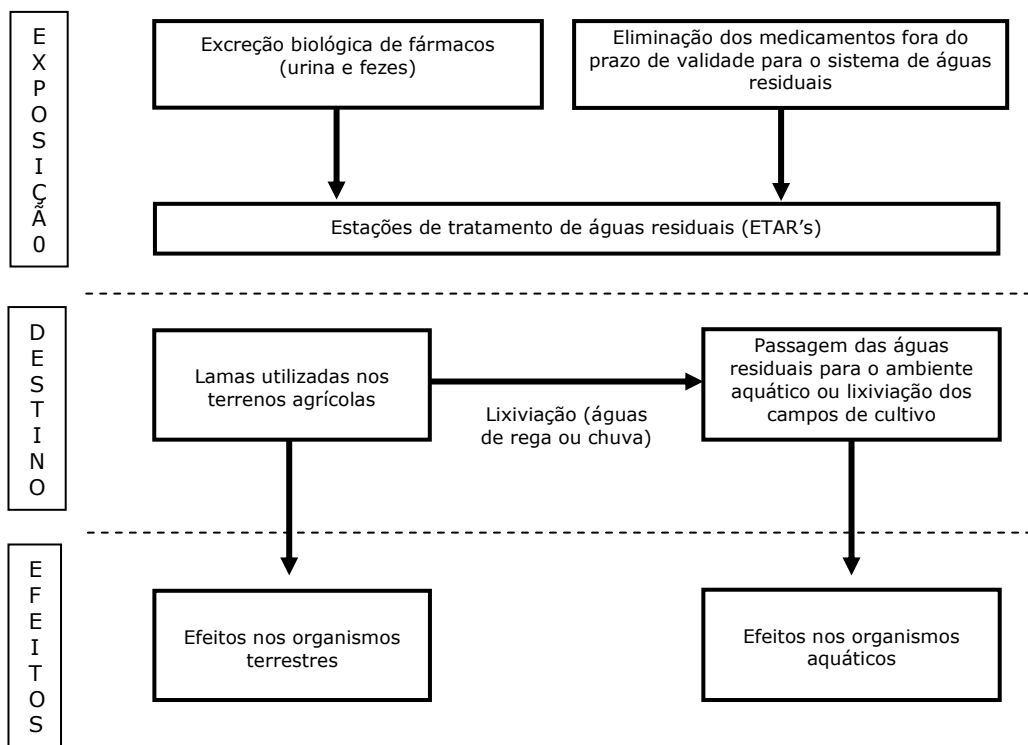 E
X
P
O
S
I
Ç
Ã
0
Excreção biológica de fármacos
(urina e fezes)
Eliminação dos medicamentos fora do
prazo de validade para o sistema de águas
residuais
Estações de tratamento de águas residuais (ETAR’s)
D
E
S
T
I
N
O
Lamas utilizadas nos
terrenos agrícolas
Lixiviação (águas
de rega ou chuva)
Passagem das águas
residuais para o ambiente
aquático ou lixiviação dos
campos de cultivo
E
F
E
I
T
O
S
Efeitos nos organismos
terrestres
Efeitos nos organismos
aquáticos